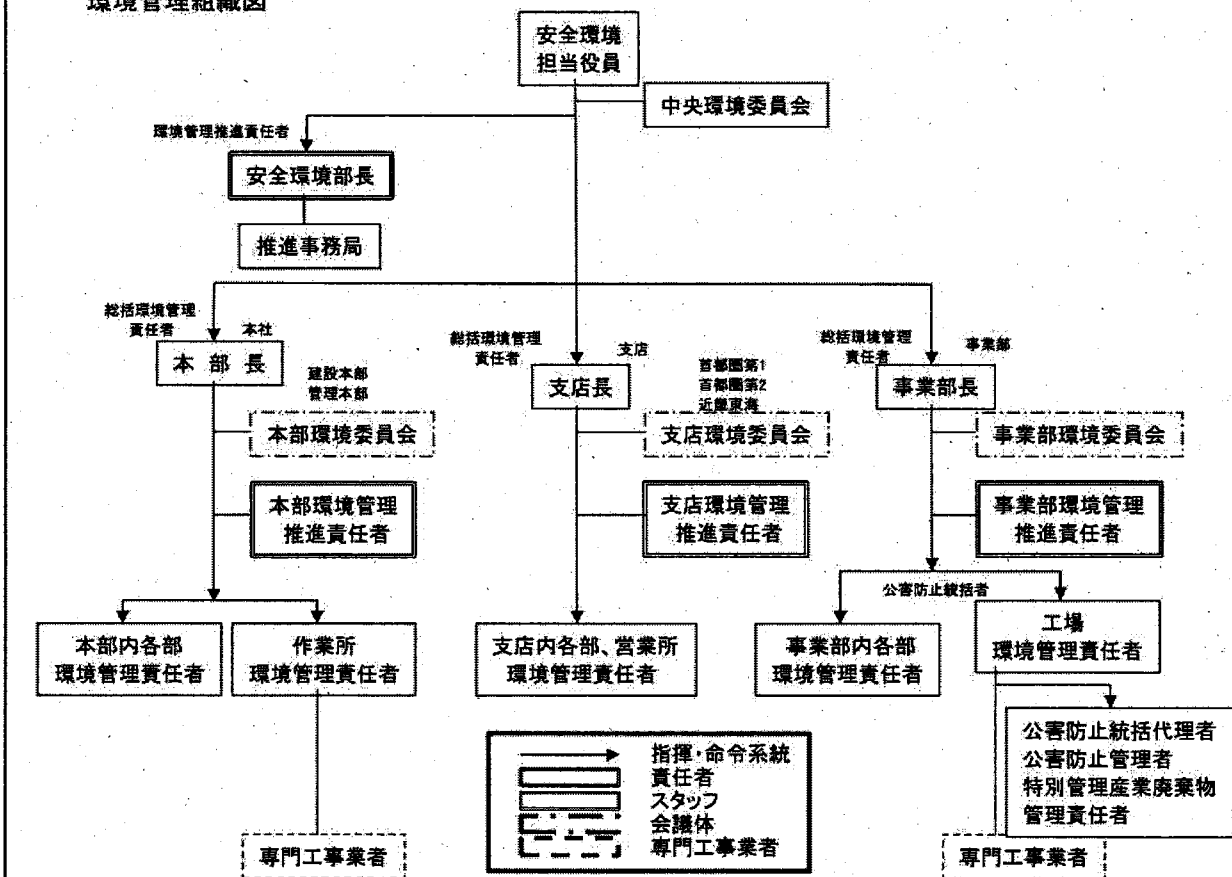 環境管理組織図
安全環境
担当役員
中央環境委員会
環境管理推進責任者
安全環境部長
推進事務局
総括環境管理
責任者
本社
本部長
建設本部
管理本部
本部環境委員会
本部環境管理
推進責任者
本部内各部
環境管理責任者
作業所
環境管理責任者
専門工事業者
総括環境管理
責任者
支店
支店長
首都圏第1
首都圏第2
近畿東海
支店環境委員会
支店環境管理
推進責任者
支店内各部、営業所
環境管理責任者
総括環境管理
責任者
事業部
事業部長
事業部環境委員会
事業部環境管理
推進責任者
公害防止統括者
事業部内各部
環境管理責任者
工場
環境管理責任者
公害防止統括代理者
公害防止管理者
特別管理産業廃棄物
管理責任者
専門工事業者
指揮・命令系統
責任者
スタッフ
会議体
専門工事業者